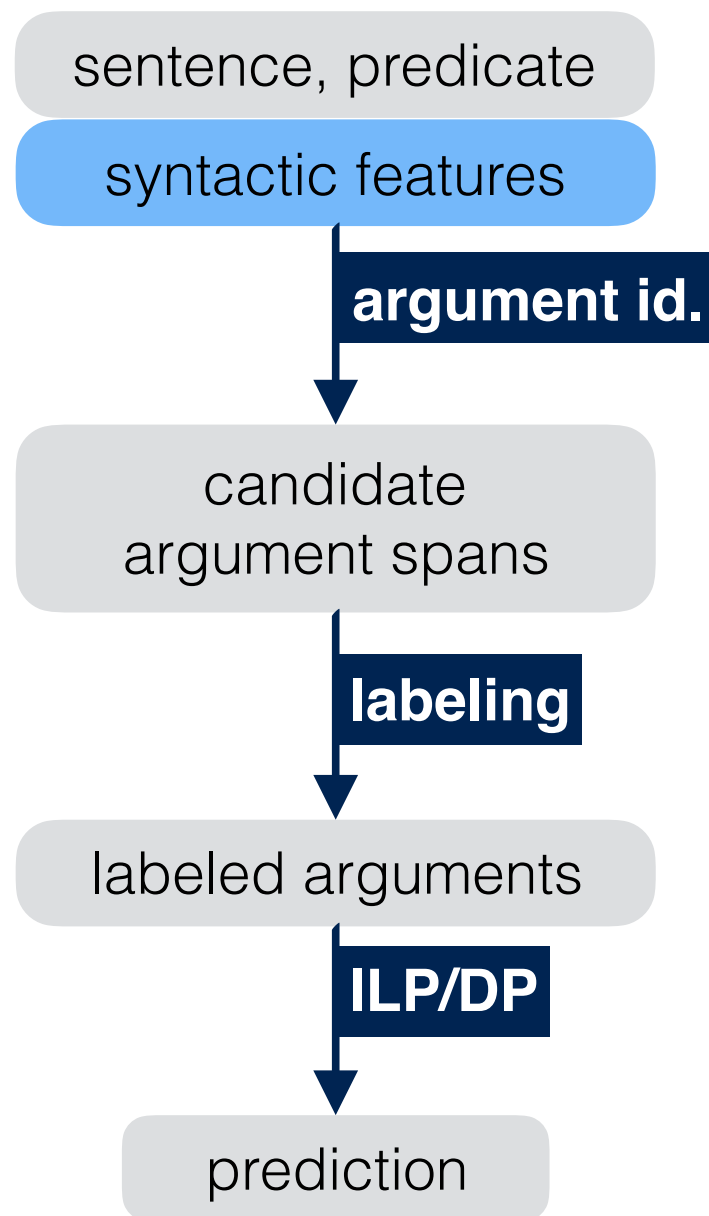 sentence, predicate
syntactic features
argument id.
candidate
argument spans
labeling
labeled arguments
ILP/DP
prediction